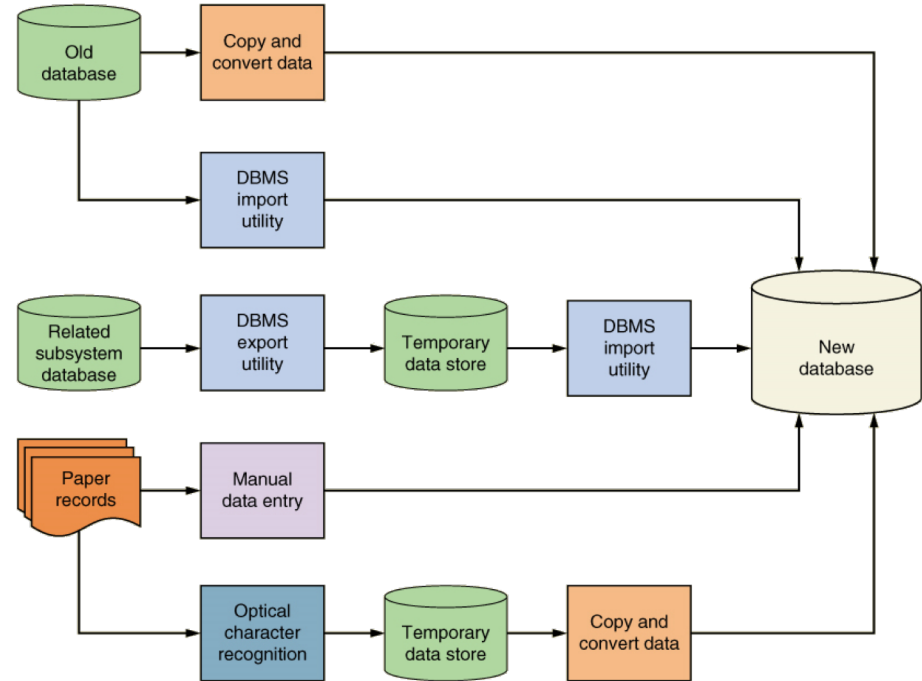 Old
database
Copy and
convert data
DBMS
import
utility
Related
subsystem
database
DBMS
export
utility
Temporary
data store
DBMS
import
utility
New
database
Paper
records
Manual
data entry
Optical
character
recognition
Temporary
data store
Copy and
convert data